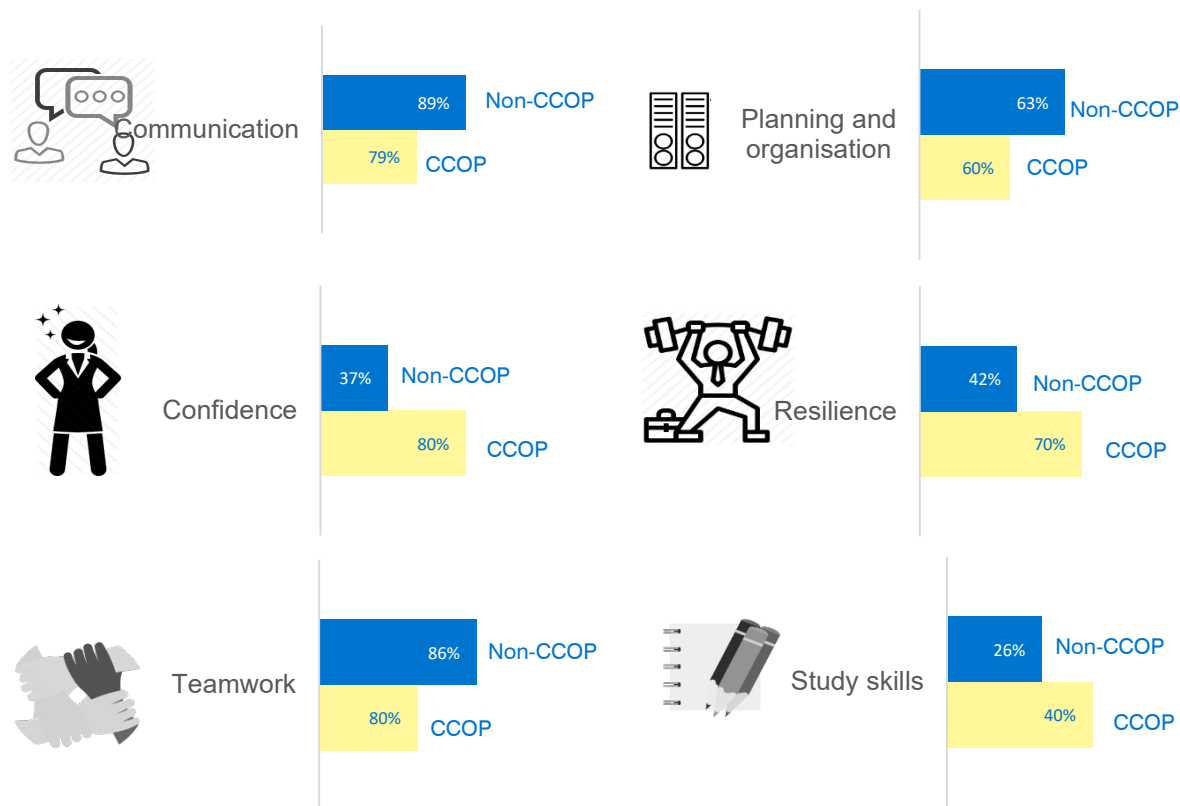 Communication
89%
Non-CCOP
79%
CCOP
Planning and
organisation
63%
Non-CCOP
60%
CCOP
Confidence
37%
Non-CCOP
80%
CCOP
Resilience
42%
Non-CCOP
70%
CCOP
Teamwork
86%
Non-CCOP
80%
CCOP
Study skills
26%
Non-CCOP
40%
CCOP